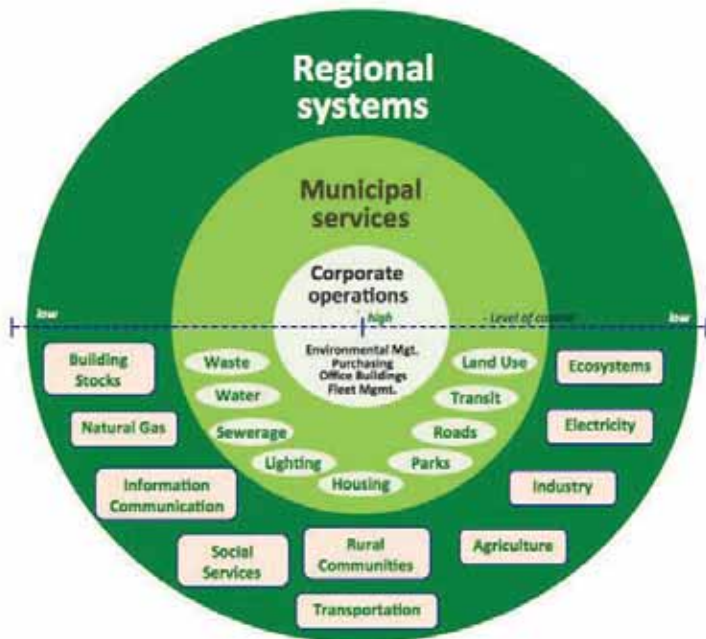 Regional
systems
Municipal
services
Corporate
operations
low
high
- Level of control
low
Environmental Mgt.
Purchasing
Office Buildings
Fleet Mgmt.
Building
Stocks
Waste
Land Use
Ecosystems
Water
Transit
Natural Gas
Sewerage
Roads
Electricity
Lighting
Parks
Information
Communication
Housing
Industry
Social
Services
Rural
Communities
Agriculture
Transportation